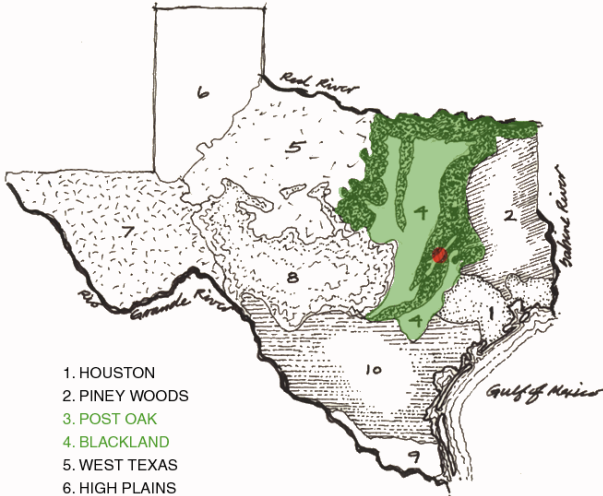 6
Red River
5
4
2
Sabine River
7
8
Rio Grande River
1
4
10
Gulf of Mexico
9
1. HOUSTON
2. PINEY WOODS
3. POST OAK
4. BLACKLAND
5. WEST TEXAS
6. HIGH PLAINS